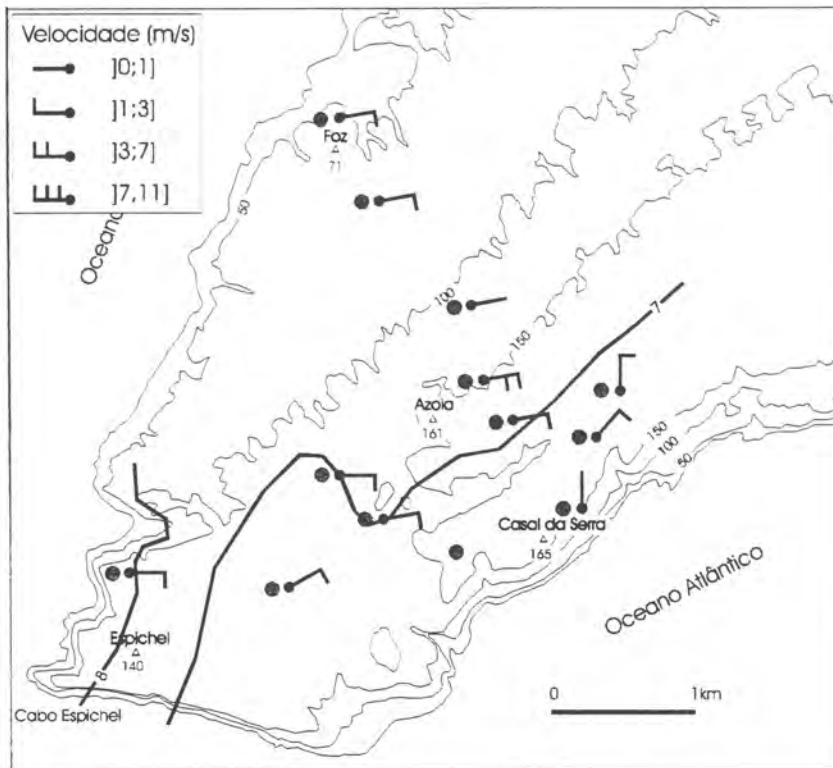 Velocidade (m/s)
]0;1]
]1;3]
]3;7]
]7,11]
Oceano
Foz
71
50
100
150
7
Azoia
161
150
100
50
Casal da Serra
165
Oceano Atlântico
Espichel
140
8
Cabo Espichel
0 1km